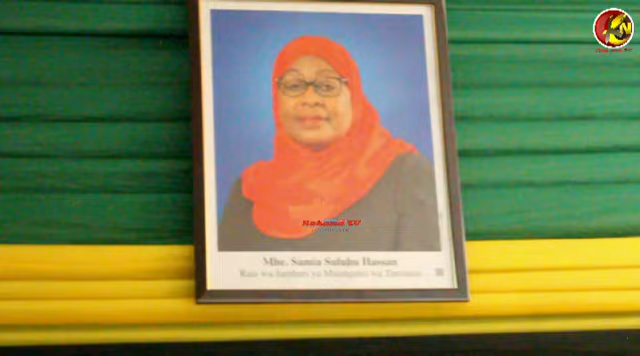 Mhe. Samia Suluhu Hassan
Rais wa Jamhuri ya Muungano wa Tanzania